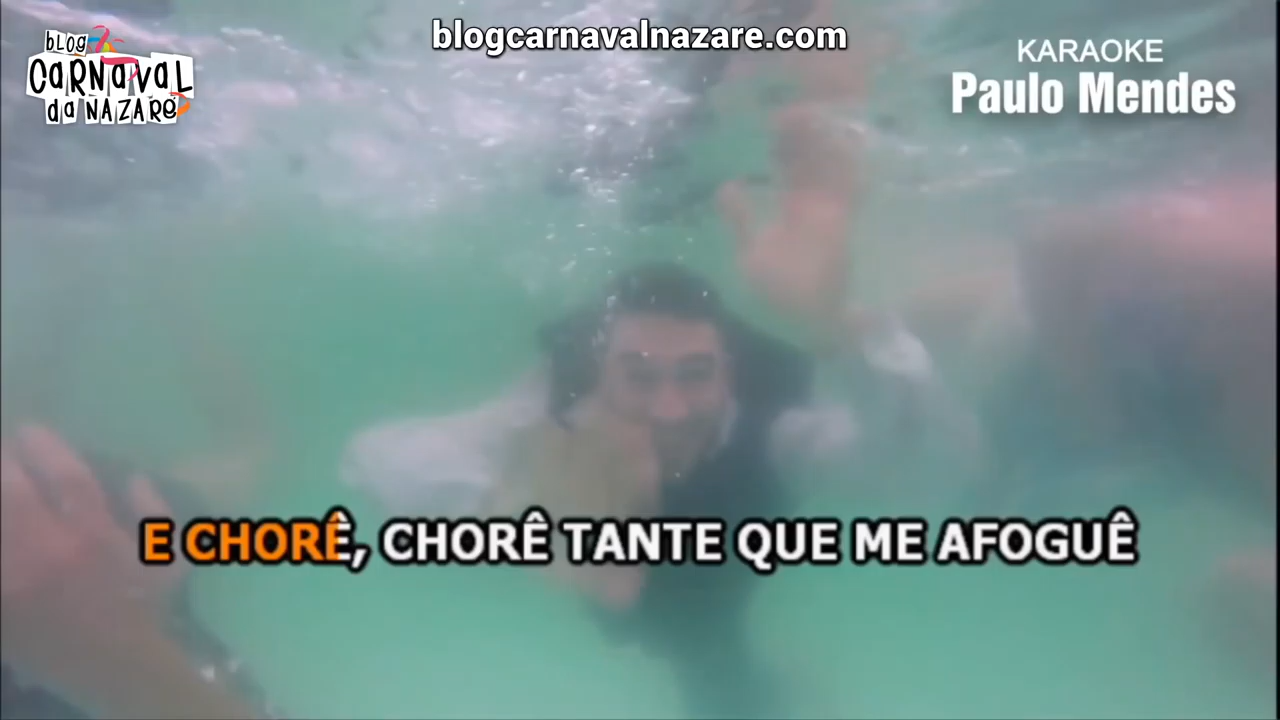 blog
CARNAVAL
da NAZARé
blogcarnavalnazare.com
KARAOKE
Paulo Mendes
E CHORÊ, CHORÊ TANTE QUE ME AFOGUÊ